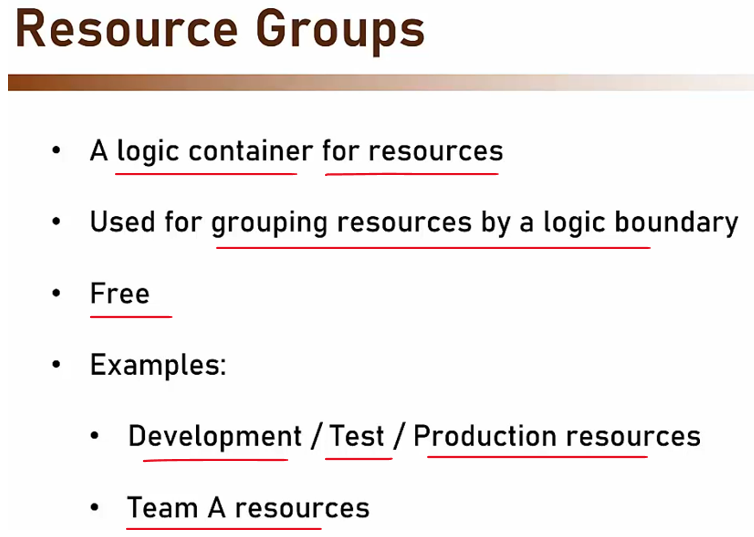 Resource Groups
• A logic container for resources
• Used for grouping resources by a logic boundary
• Free
• Examples:
• Development / Test / Production resources
• Team A resources